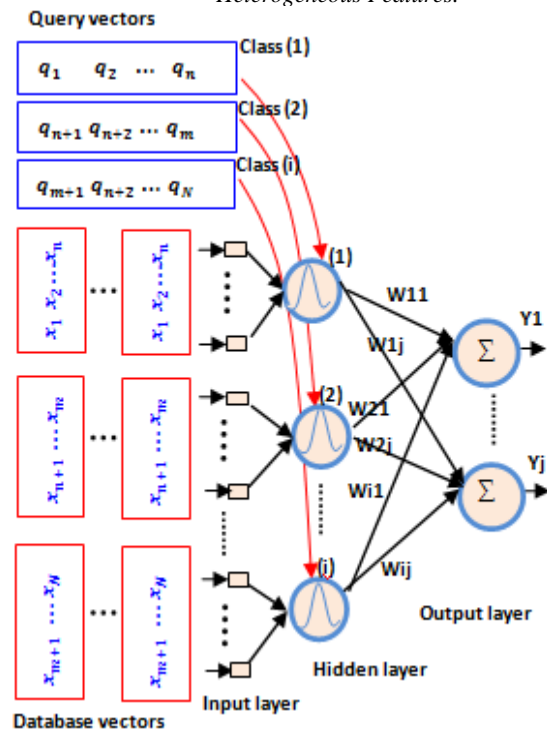 Heterogeneous Features.
Query vectors
Class (1)
q1 q2 … qn
Class (2)
qn+1 qn+2 … qm
Class (i)
qm+1 qn+2 … qN
x1 x2 … xn
…
x1 x2 … xn
(1)
W11
Y1
Σ
W1j
xn+1 … xm
…
xn+1 … xm
(2)
W21
W2j
Yj
Σ
Wi1
xm+1 … xN
…
xm+1 … xN
(i)
Wij
Output layer
Hidden layer
Input layer
Database vectors